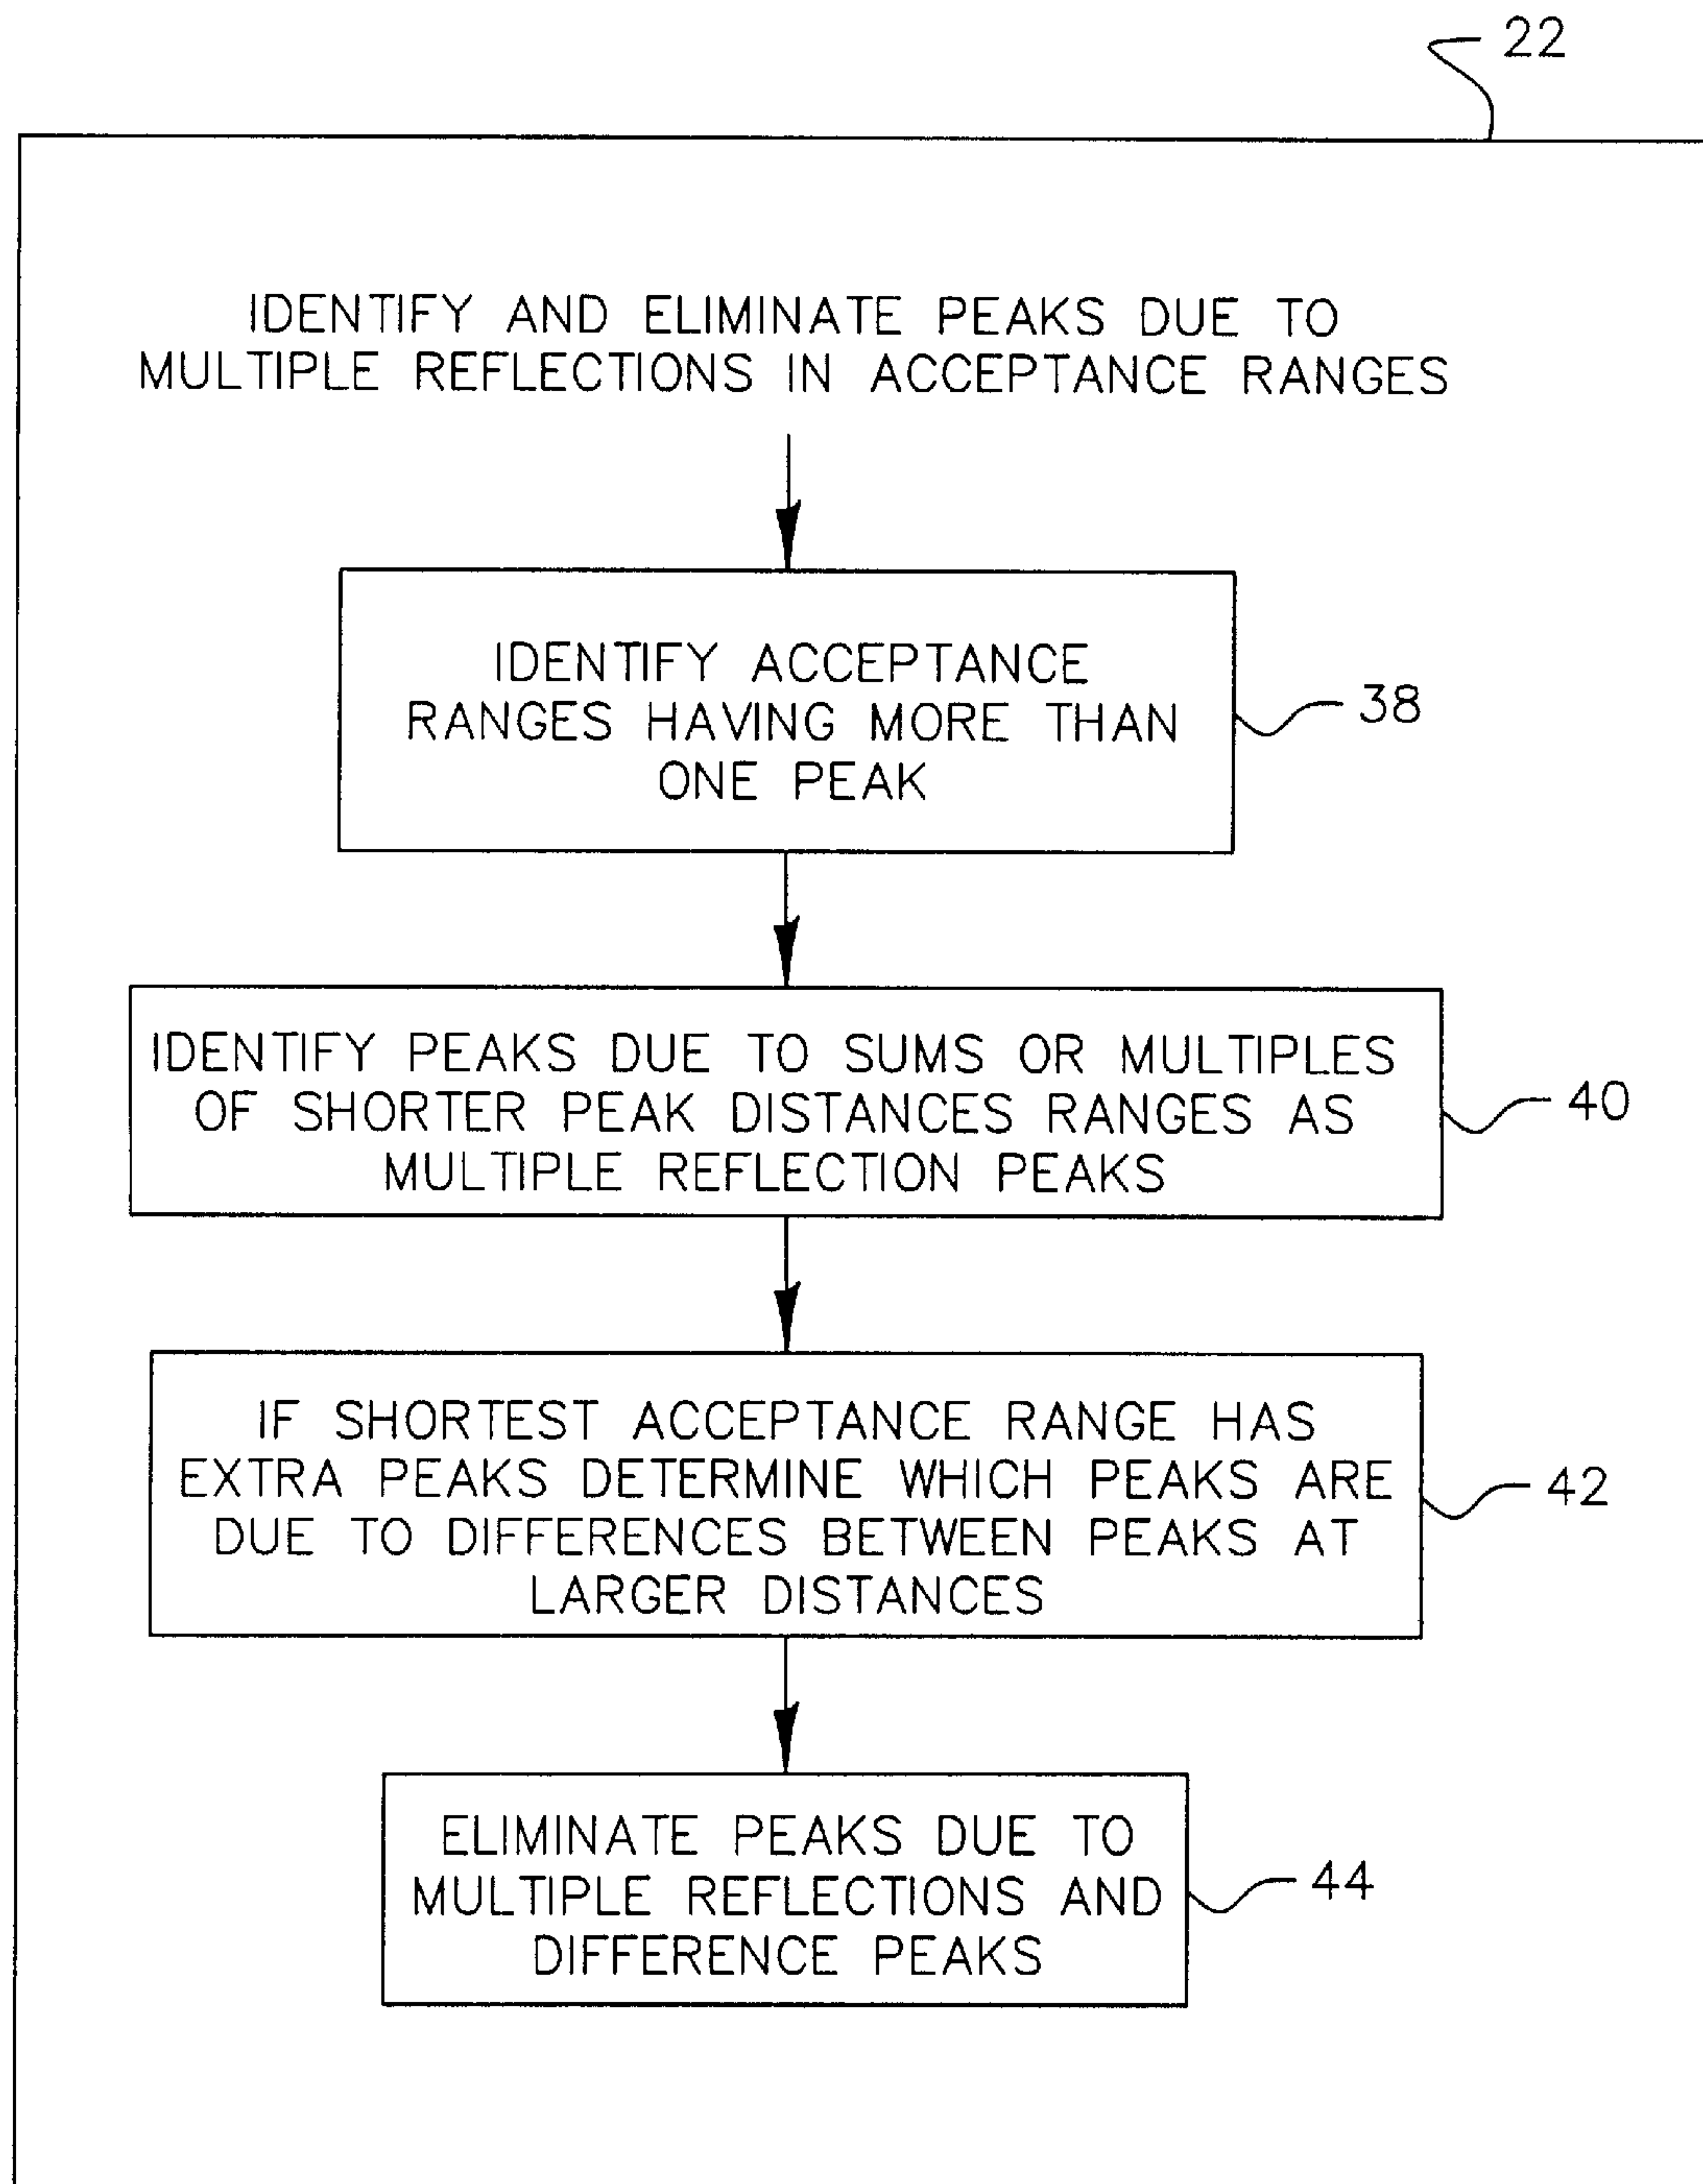 22
IDENTIFY AND ELIMINATE PEAKS DUE TO
MULTIPLE REFLECTIONS IN ACCEPTANCE RANGES
IDENTIFY ACCEPTANCE
RANGES HAVING MORE THAN
ONE PEAK
38
IDENTIFY PEAKS DUE TO SUMS OR MULTIPLES
OF SHORTER PEAK DISTANCES RANGES AS
MULTIPLE REFLECTION PEAKS
40
IF SHORTEST ACCEPTANCE RANGE HAS
EXTRA PEAKS DETERMINE WHICH PEAKS ARE
DUE TO DIFFERENCES BETWEEN PEAKS AT
LARGER DISTANCES
42
ELIMINATE PEAKS DUE TO
MULTIPLE REFLECTIONS AND
DIFFERENCE PEAKS
44